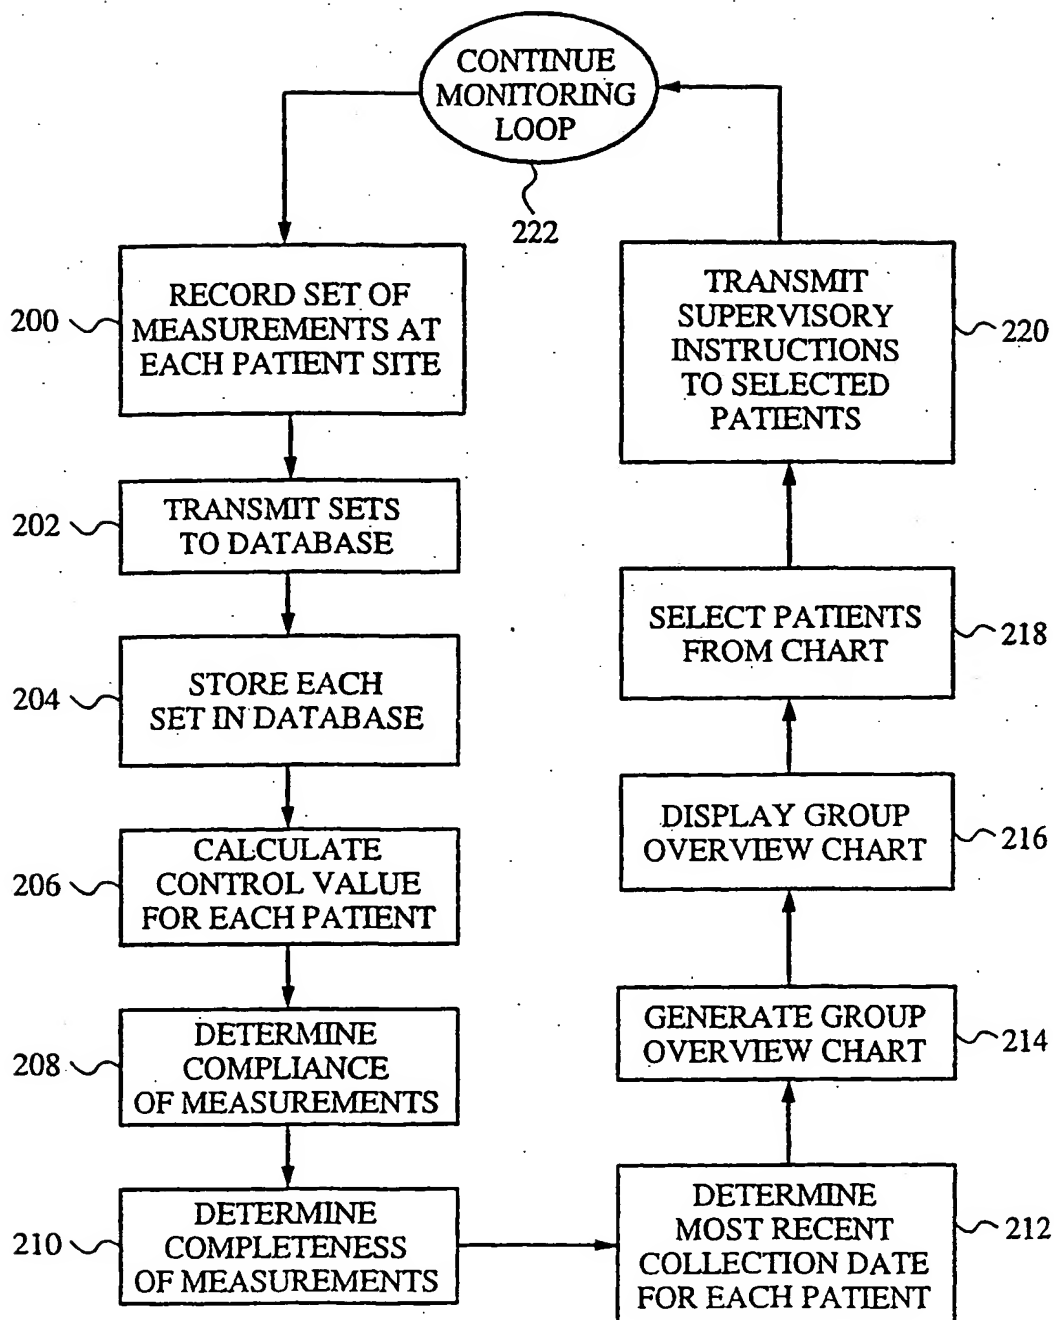 CONTINUE
MONITORING
LOOP
222
200
RECORD SET OF
MEASUREMENTS AT
EACH PATIENT SITE
202
TRANSMIT SETS
TO DATABASE
204
STORE EACH
SET IN DATABASE
206
CALCULATE
CONTROL VALUE
FOR EACH PATIENT
208
DETERMINE
COMPLIANCE
OF MEASUREMENTS
210
DETERMINE
COMPLETENESS
OF MEASUREMENTS
DETERMINE
MOST RECENT
COLLECTION DATE
FOR EACH PATIENT
212
GENERATE GROUP
OVERVIEW CHART
214
DISPLAY GROUP
OVERVIEW CHART
216
SELECT PATIENTS
FROM CHART
218
TRANSMIT
SUPERVISORY
INSTRUCTIONS
TO SELECTED
PATIENTS
220